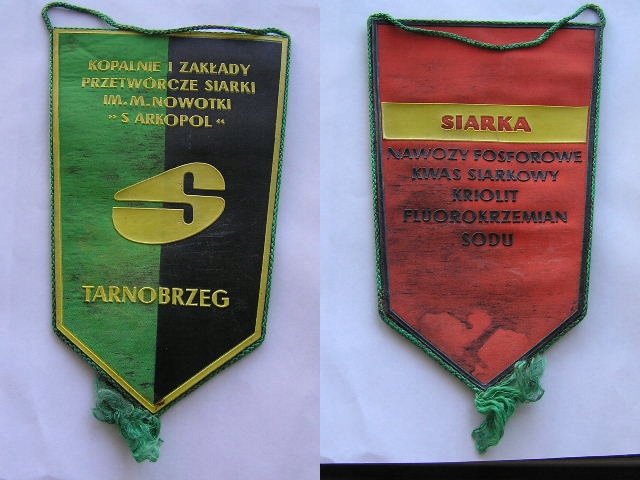 KOPALNIE I ZAKŁADY
PRZETWÓRCZE SIARKI
IM. M. NOWOTKI
»S ARKOPOL«
S
TARNOBRZEG
SIARKA
NAWOZY FOSFOROWE
KWAS SIARKOWY
KRIOLIT
FLUOROKRZEMIAN
SODU